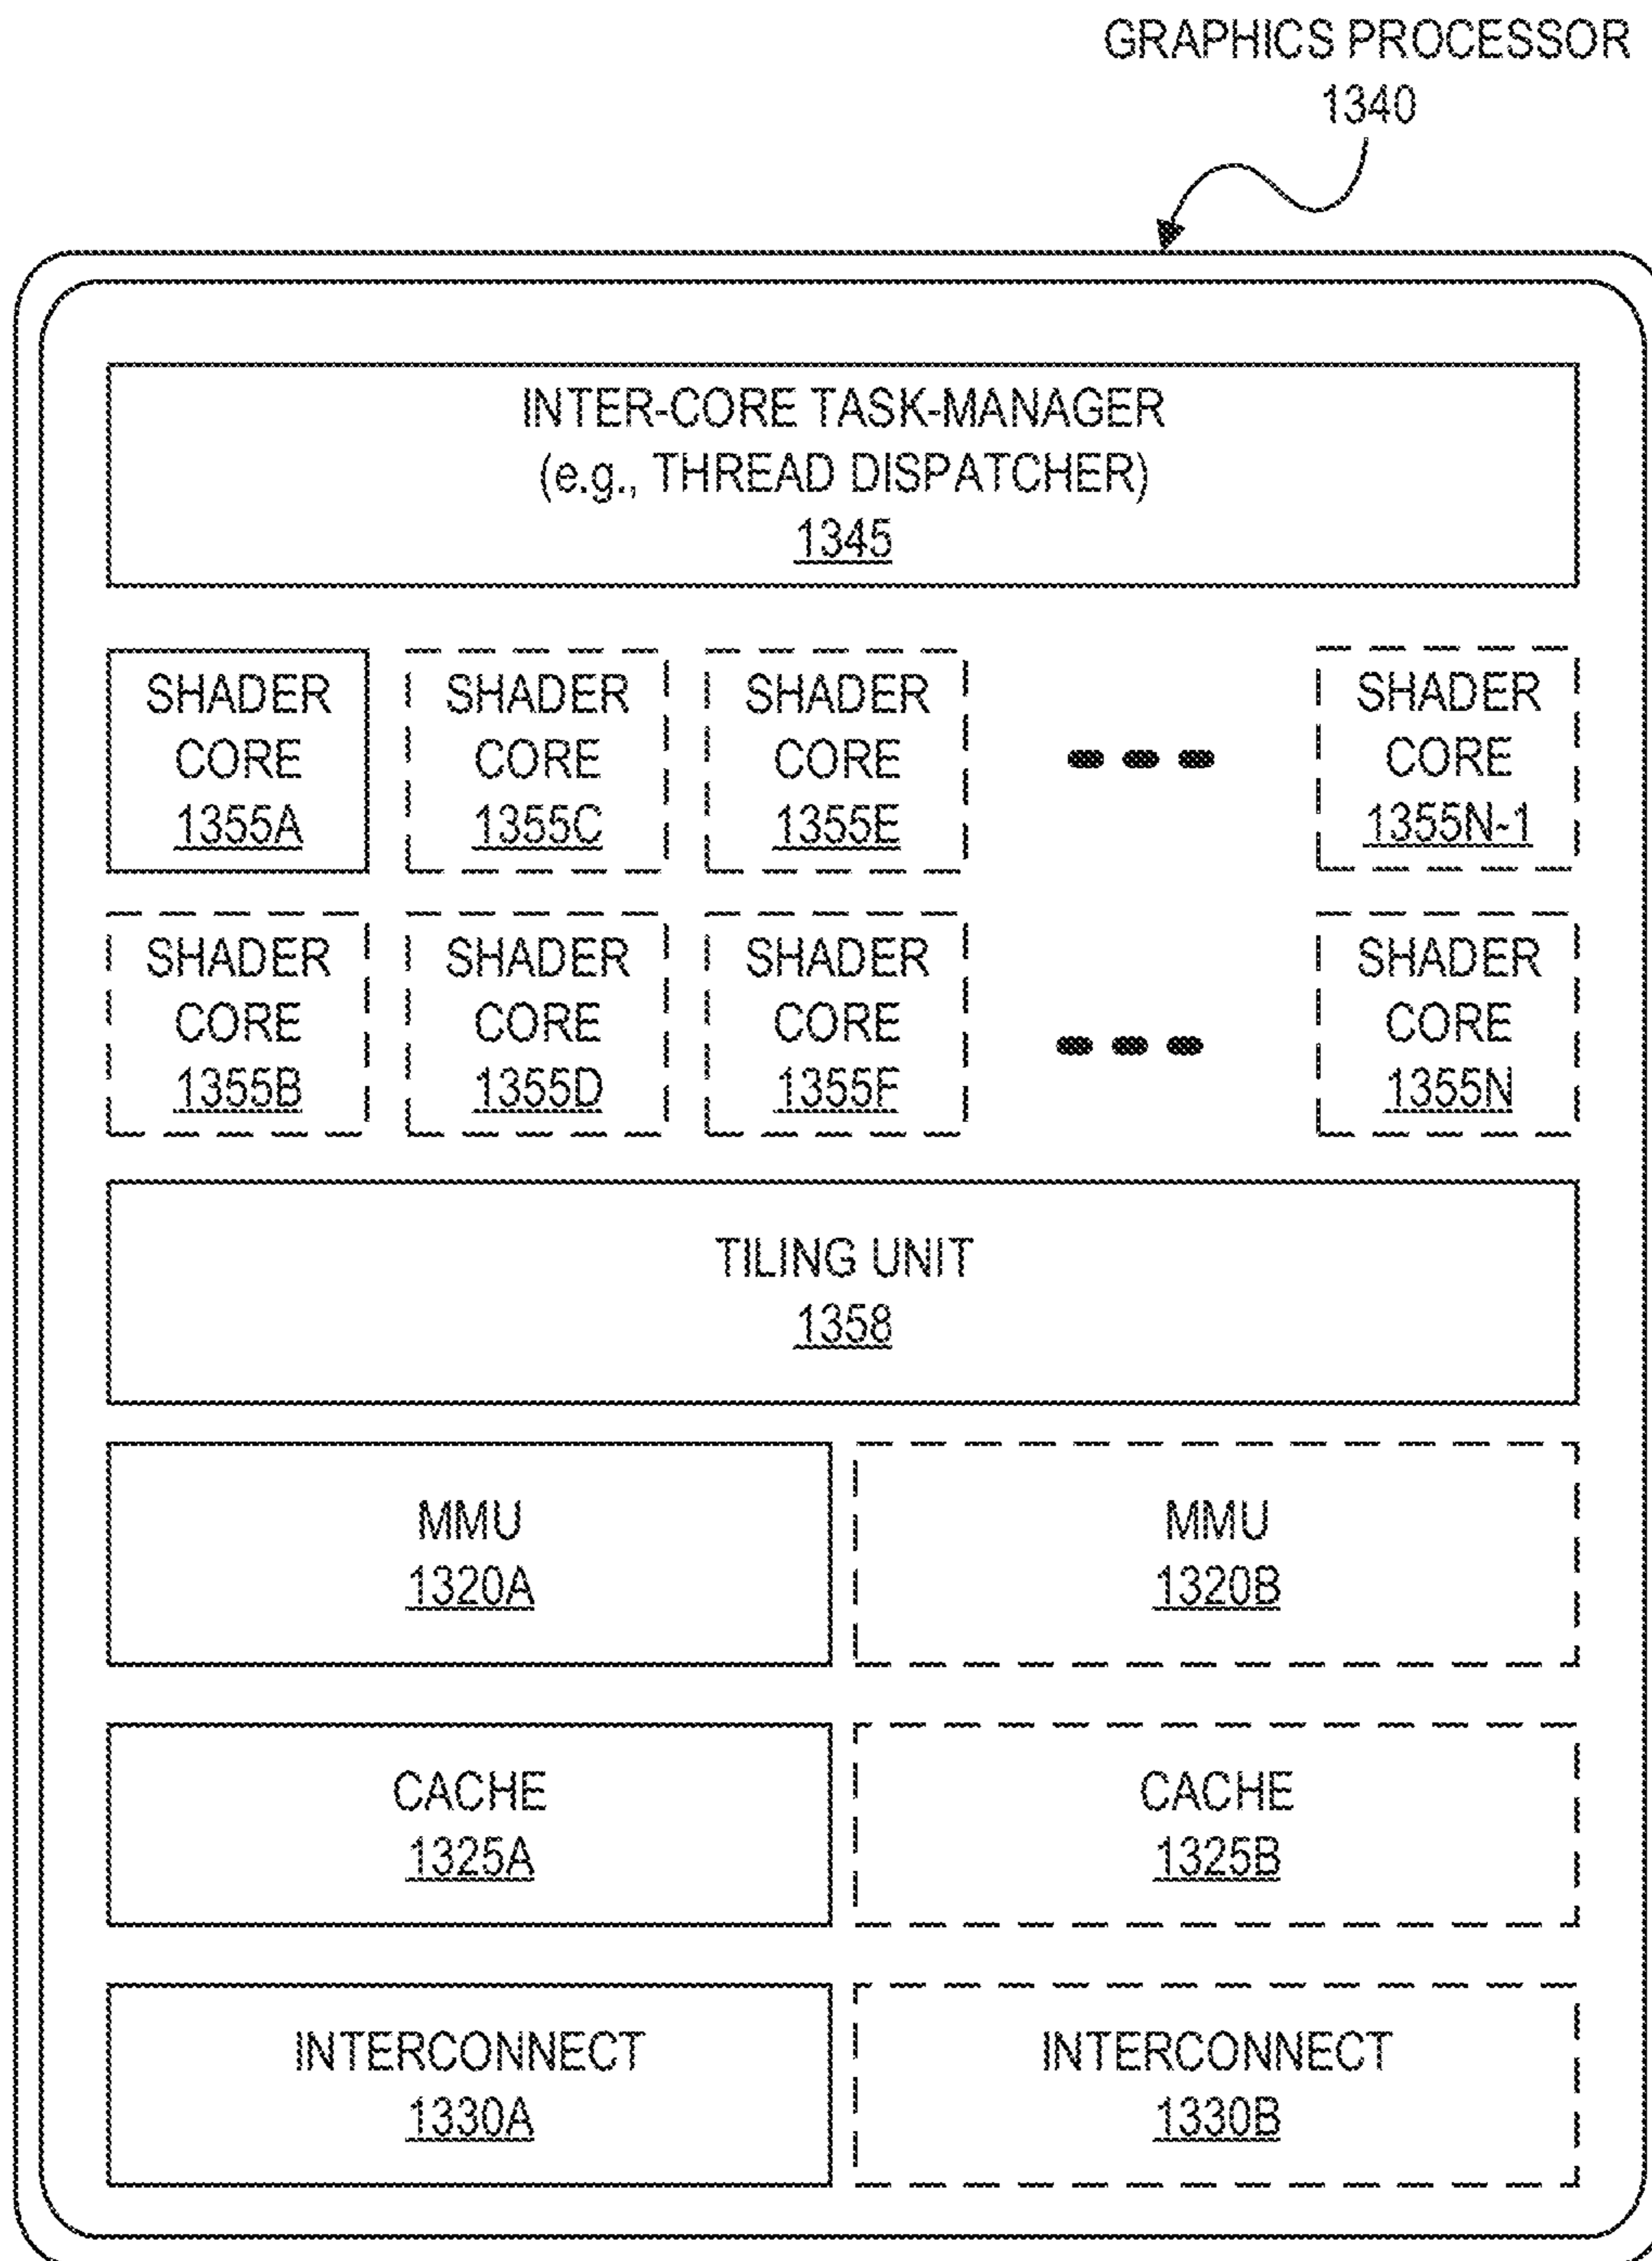 GRAPHICS PROCESSOR
1340
INTER-CORE TASK-MANAGER
(e.g., THREAD DISPATCHER)
1345
SHADER
CORE
1355A
SHADER
CORE
1355C
SHADER
CORE
1355E
SHADER
CORE
1355N-1
SHADER
CORE
1355B
SHADER
CORE
1355D
SHADER
CORE
1355F
SHADER
CORE
1355N
TILING UNIT
1358
MMU
1320A
MMU
1320B
CACHE
1325A
CACHE
1325B
INTERCONNECT
1330A
INTERCONNECT
1330B